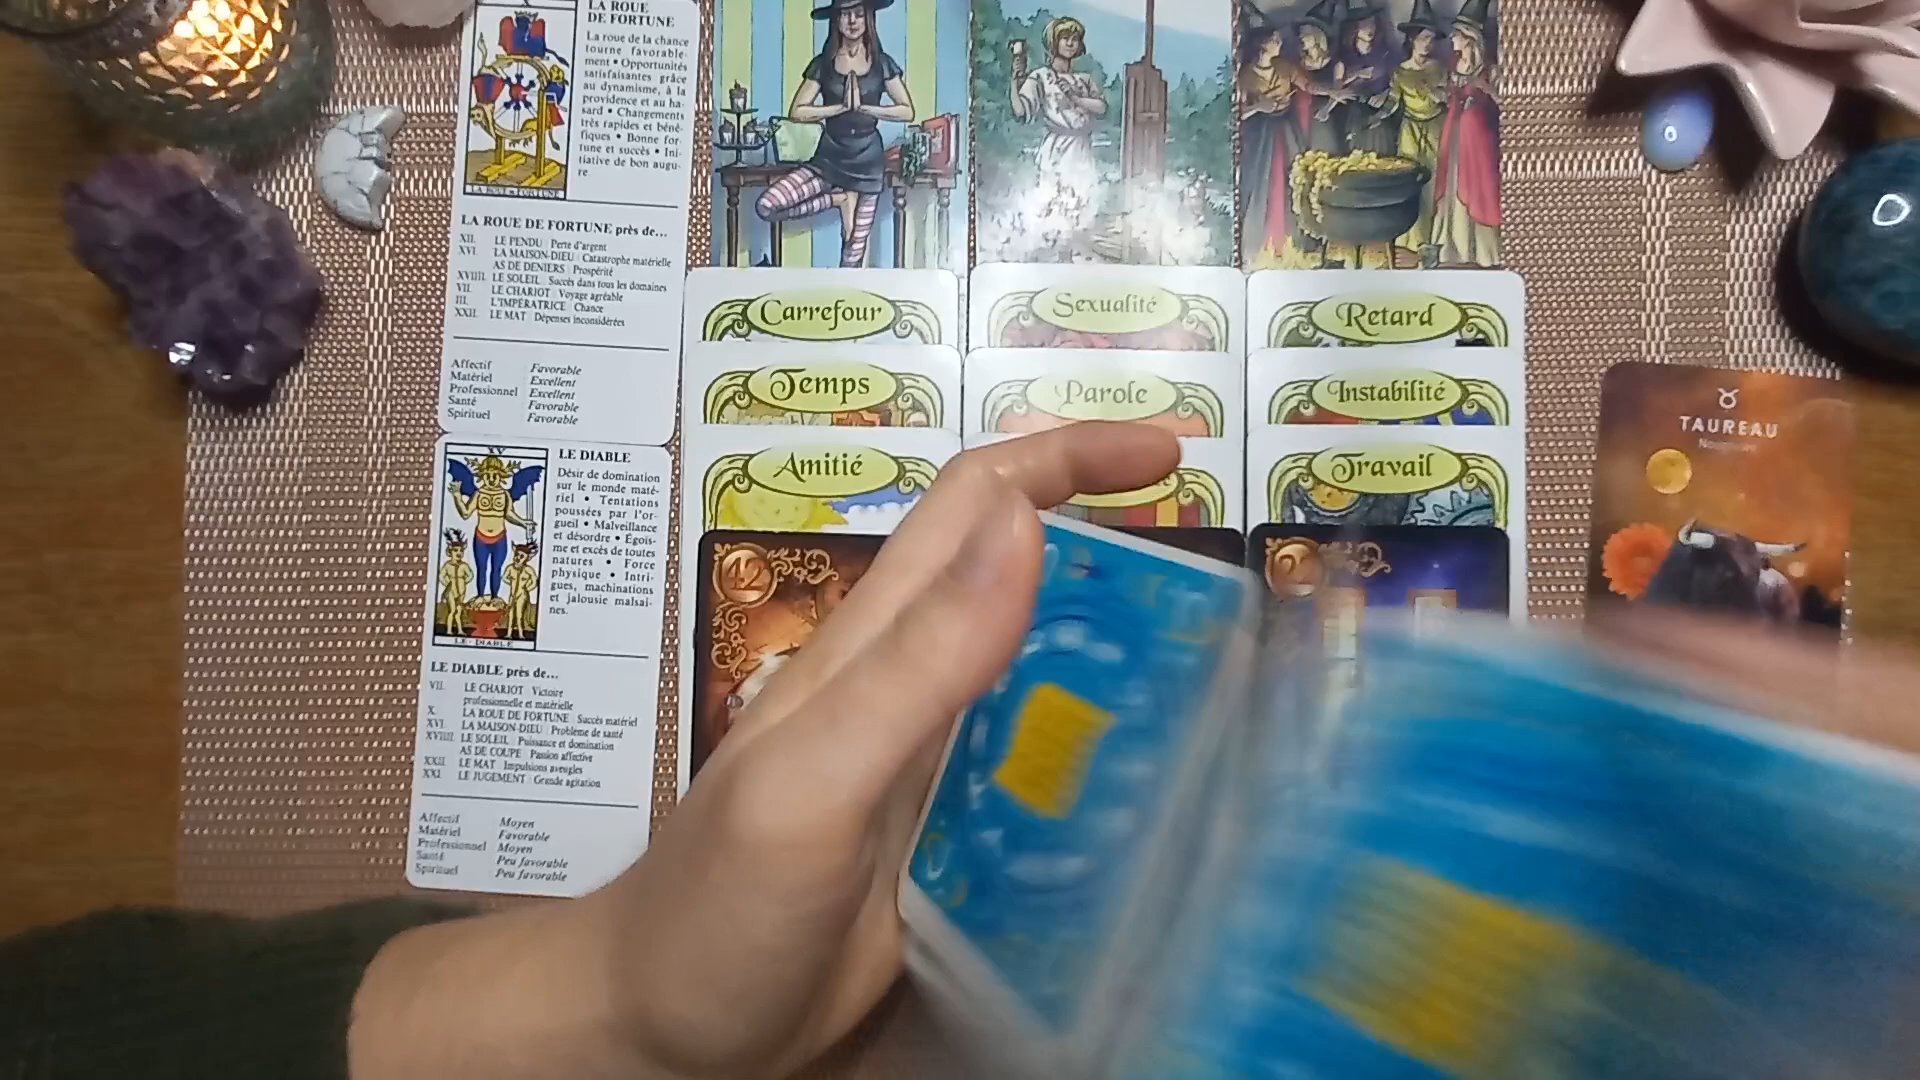 X
LA ROUE
DE FORTUNE
La roue de la chance
tourne favorable-
ment • Opportunités
satisfaisantes grâce
au dynamisme, à la
providence et au ha-
sard • Changements
très rapides et béné-
fiques • Bonne for-
tune et succès • Ini-
tiative de bon augu-
re.
LA ROUE DE FORTUNE
LA ROUE DE FORTUNE près de...
XII. LE PENDU : Perte d'argent
XVI. LA MAISON-DIEU : Catastrophe matérielle
AS DE DENIERS : Prospérité
XVIIII. LE SOLEIL : Succès dans tous les domaines
VII. LE CHARIOT : Voyage agréable
III. L'IMPÉRATRICE : Chance
XXII. LE MAT : Dépenses inconsidérées
Affectif Favorable
Matériel Excellent
Professionnel Excellent
Santé Favorable
Spirituel Favorable
XV
LE DIABLE
Désir de domination
sur le monde maté-
riel • Tentations
poussées par l'or-
gueil • Malveillance
et désordre • Égoïs-
me et excès de toutes
natures • Force
physique • Intri-
gues, machinations
et jalousie malsai-
nes.
LE DIABLE
LE DIABLE près de...
VII. LE CHARIOT : Victoire
professionnelle et matérielle
X. LA ROUE DE FORTUNE : Succès matériel
XVI. LA MAISON-DIEU : Problème de santé
XVIIII. LE SOLEIL : Puissance et domination
AS DE COUPE : Passion affective
XXII. LE MAT : Impulsions aveugles
XXI. LE JUGEMENT : Grande agitation
Affectif Moyen
Matériel Favorable
Professionnel Moyen
Santé Peu favorable
Spirituel Peu favorable
Carrefour
Sexualité
Retard
Temps
Parole
Instabilité
Amitié
Travail
42
TAUREAU